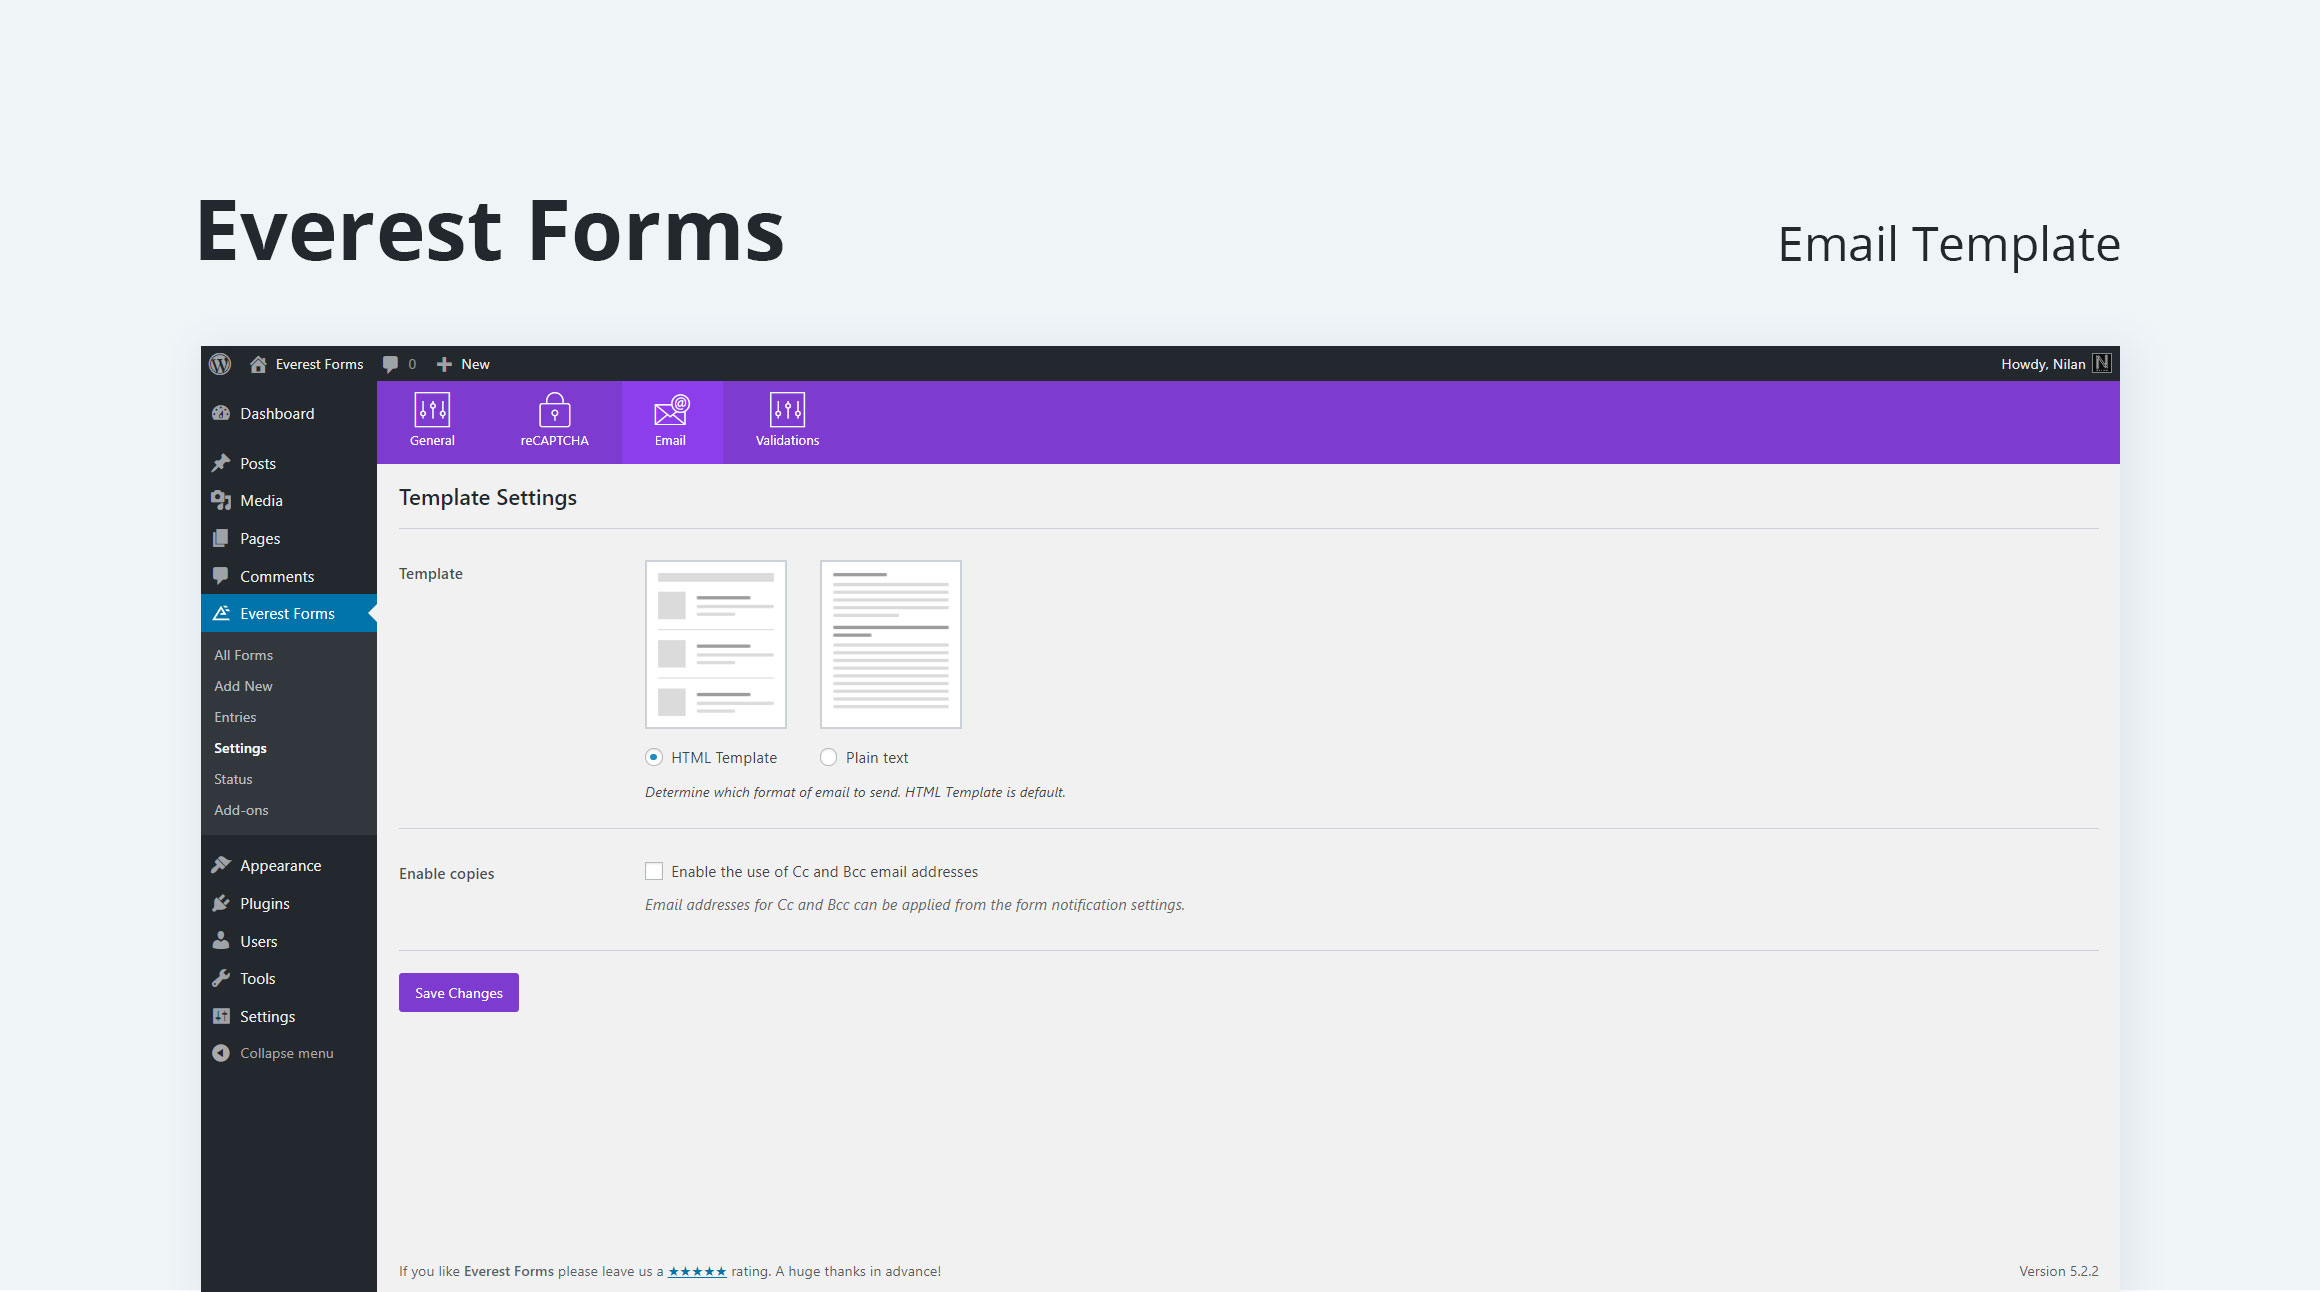 Everest Forms
Email Template
Everest Forms 0 New
Howdy, Nilan
Dashboard
Posts
Media
Pages
Comments
Everest Forms
All Forms
Add New
Entries
Settings
Status
Add-ons
Appearance
Plugins
Users
Tools
Settings
Collapse menu
General reCAPTCHA Email Validations
Template Settings
Template
HTML Template Plain text
Determine which format of email to send. HTML Template is default.
Enable copies Enable the use of Cc and Bcc email addresses
Email addresses for Cc and Bcc can be applied from the form notification settings.
Save Changes
If you like Everest Forms please leave us a ★★★★★ rating. A huge thanks in advance!
Version 5.2.2